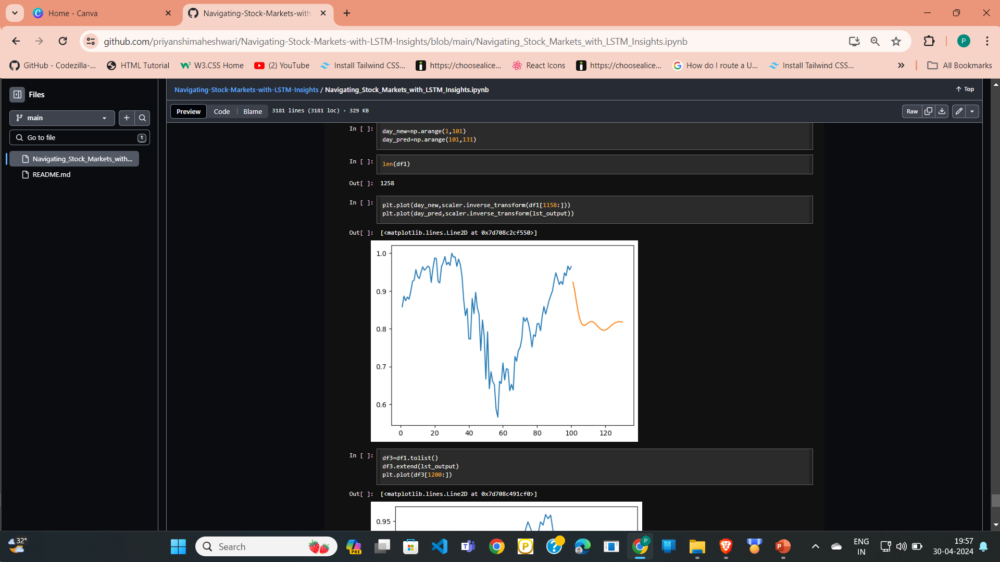 Home - Canva
Navigating-Stock-Markets-with
github.com/priyanshimaheshwari/Navigating-Stock-Markets-with-LSTM-Insights/blob/main/Navigating_Stock_Markets_with_LSTM_Insights.ipynb
P
GitHub - Codezilla-...
HTML Tutorial
W3.CSS Home
(2) YouTube
Install Tailwind CSS...
https://choosealice...
React Icons
https://choosealice...
How do I route a U...
Install Tailwind CSS...
All Bookmarks
Files
main
Go to file
t
Navigating_Stock_Markets_with...
README.md
Navigating-Stock-Markets-with-LSTM-Insights / Navigating_Stock_Markets_with_LSTM_Insights.ipynb
Top
Preview
Code
Blame
3181 lines (3181 loc) · 329 KB
Raw
In [ ]:
day_new=np.arange(1,101)
day_pred=np.arange(101,131)
In [ ]:
len(df1)
Out[ ]: 1258
In [ ]:
plt.plot(day_new,scaler.inverse_transform(df1[1158:]))
plt.plot(day_pred,scaler.inverse_transform(lst_output))
Out[ ]: [<matplotlib.lines.Line2D at 0x7d708c2cf550>]
1.0
0.9
0.8
0.7
0.6
0 20 40 60 80 100 120
In [ ]:
df3=df1.tolist()
df3.extend(lst_output)
plt.plot(df3[1200:])
Out[ ]: [<matplotlib.lines.Line2D at 0x7d708c491cf0>]
0.95
32°
Search
PRE
P
P
ENG
IN
19:57
30-04-2024